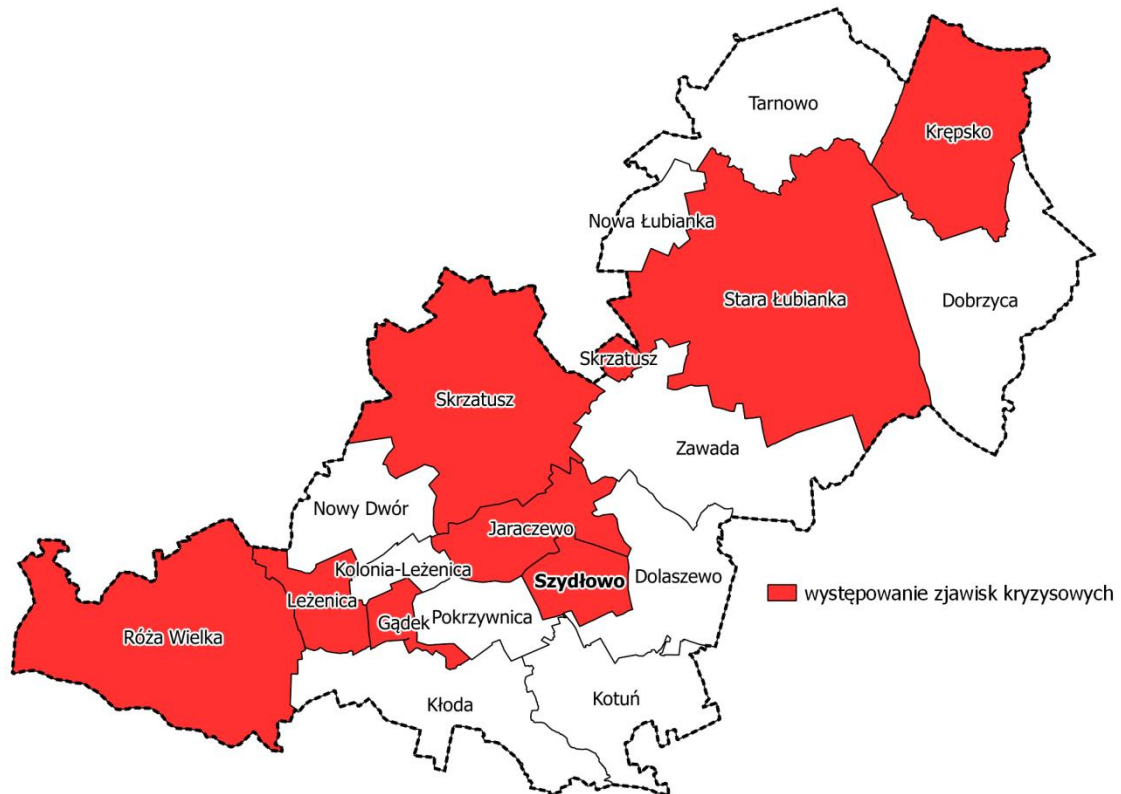 Tarnowo
Krępsko
Nowa Łubianka
Stara Łubianka
Dobrzyca
Skrzatusz
Skrzatusz
Zawada
Nowy Dwór
Jaraczewo
Kolonia-Leżenica
Szydłowo
Dolaszewo
występowanie zjawisk kryzysowych
Leżenica
Gądek
Pokrzywnica
Róża Wielka
Kłoda
Kotuń